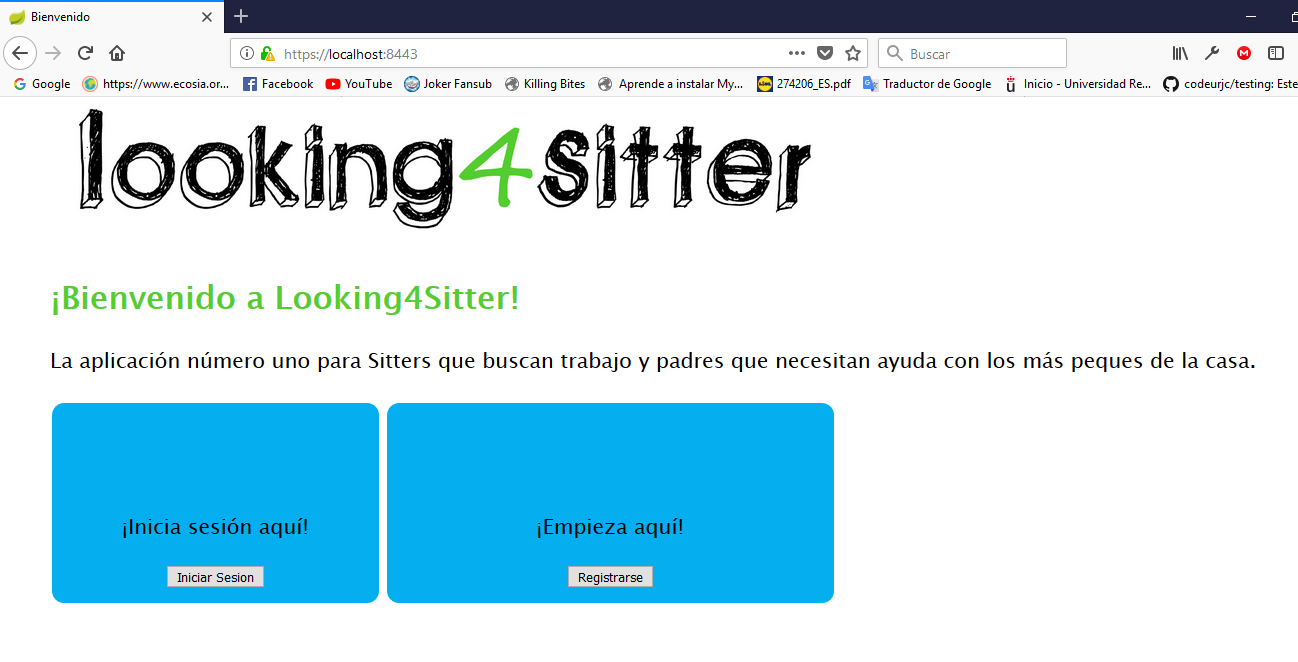 Bienvenido
https://localhost:8443
Buscar
Google https://www.ecosia.or... Facebook YouTube Joker Fansub Killing Bites Aprende a instalar My... 274206_ES.pdf Traductor de Google Inicio - Universidad Re... codeurjc/testing: Este
looking4sitter
¡Bienvenido a Looking4Sitter!
La aplicación número uno para Sitters que buscan trabajo y padres que necesitan ayuda con los más peques de la casa.
¡Inicia sesión aquí!
Iniciar Sesion
¡Empieza aquí!
Registrarse